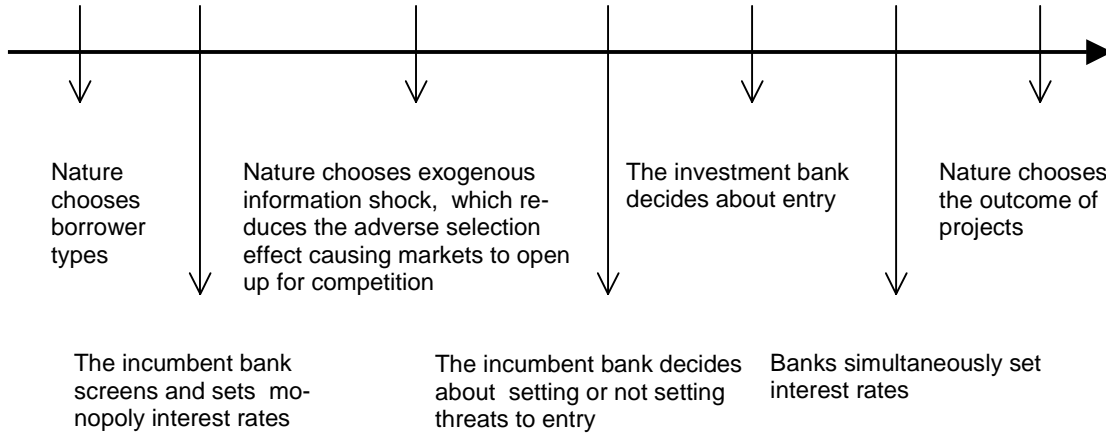 Nature
chooses
borrower
types
Nature chooses exogenous
information shock, which re-
duces the adverse selection
effect causing markets to open
up for competition
The investment bank
decides about entry
Nature chooses
the outcome of
projects
The incumbent bank
screens and sets mo-
nopoly interest rates
The incumbent bank decides
about setting or not setting
threats to entry
Banks simultaneously set
interest rates